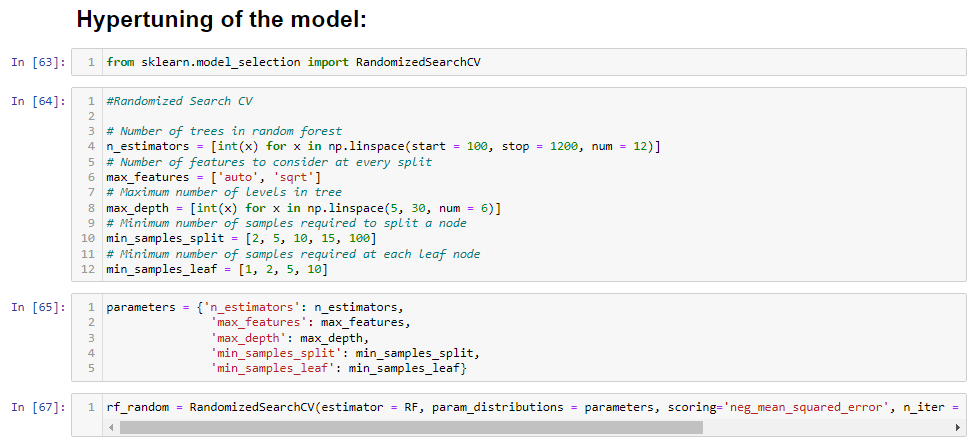 Hypertuning of the model:
In [63]:
1 from sklearn.model_selection import RandomizedSearchCV
In [64]:
1 #Randomized Search CV
2
3 # Number of trees in random forest
4 n_estimators = [int(x) for x in np.linspace(start = 100, stop = 1200, num = 12)]
5 # Number of features to consider at every split
6 max_features = ['auto', 'sqrt']
7 # Maximum number of levels in tree
8 max_depth = [int(x) for x in np.linspace(5, 30, num = 6)]
9 # Minimum number of samples required to split a node
10 min_samples_split = [2, 5, 10, 15, 100]
11 # Minimum number of samples required at each leaf node
12 min_samples_leaf = [1, 2, 5, 10]
In [65]:
1 parameters = {'n_estimators': n_estimators,
2 'max_features': max_features,
3 'max_depth': max_depth,
4 'min_samples_split': min_samples_split,
5 'min_samples_leaf': min_samples_leaf}
In [67]:
1 rf_random = RandomizedSearchCV(estimator = RF, param_distributions = parameters, scoring='neg_mean_squared_error', n_iter =